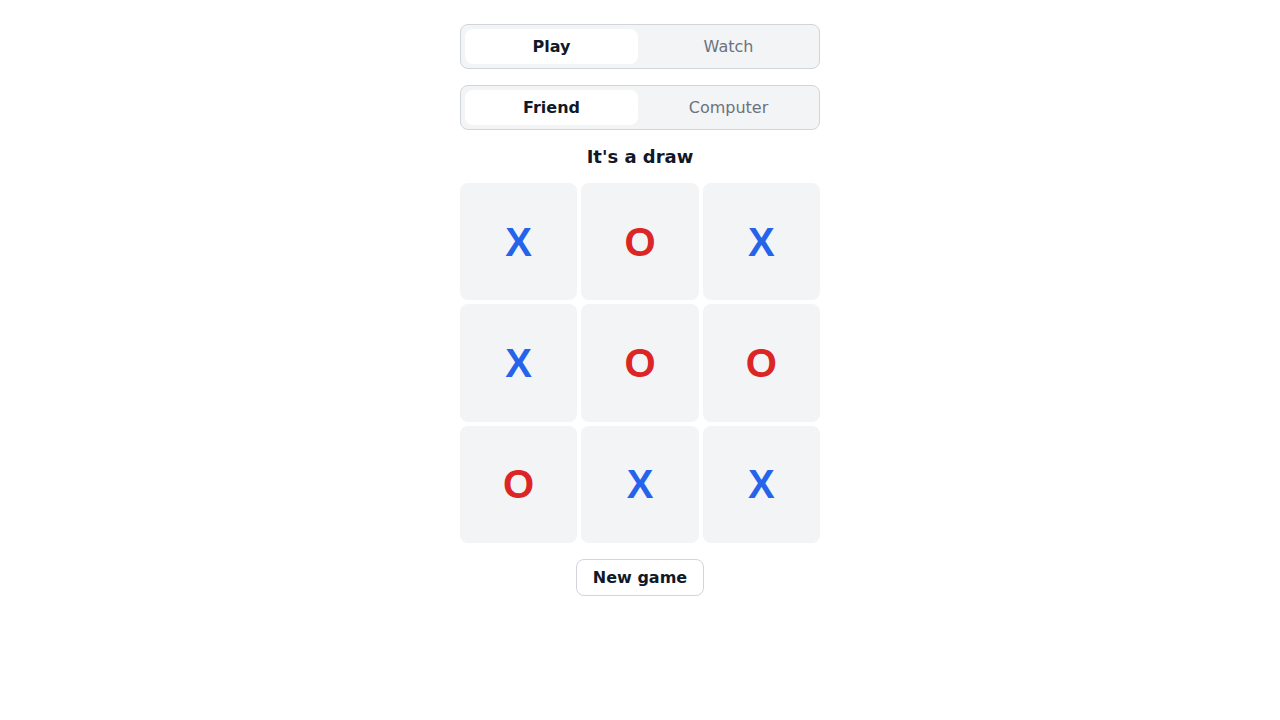 Play Watch
Friend Computer
It's a draw
X O X
X O O
O X X
New game